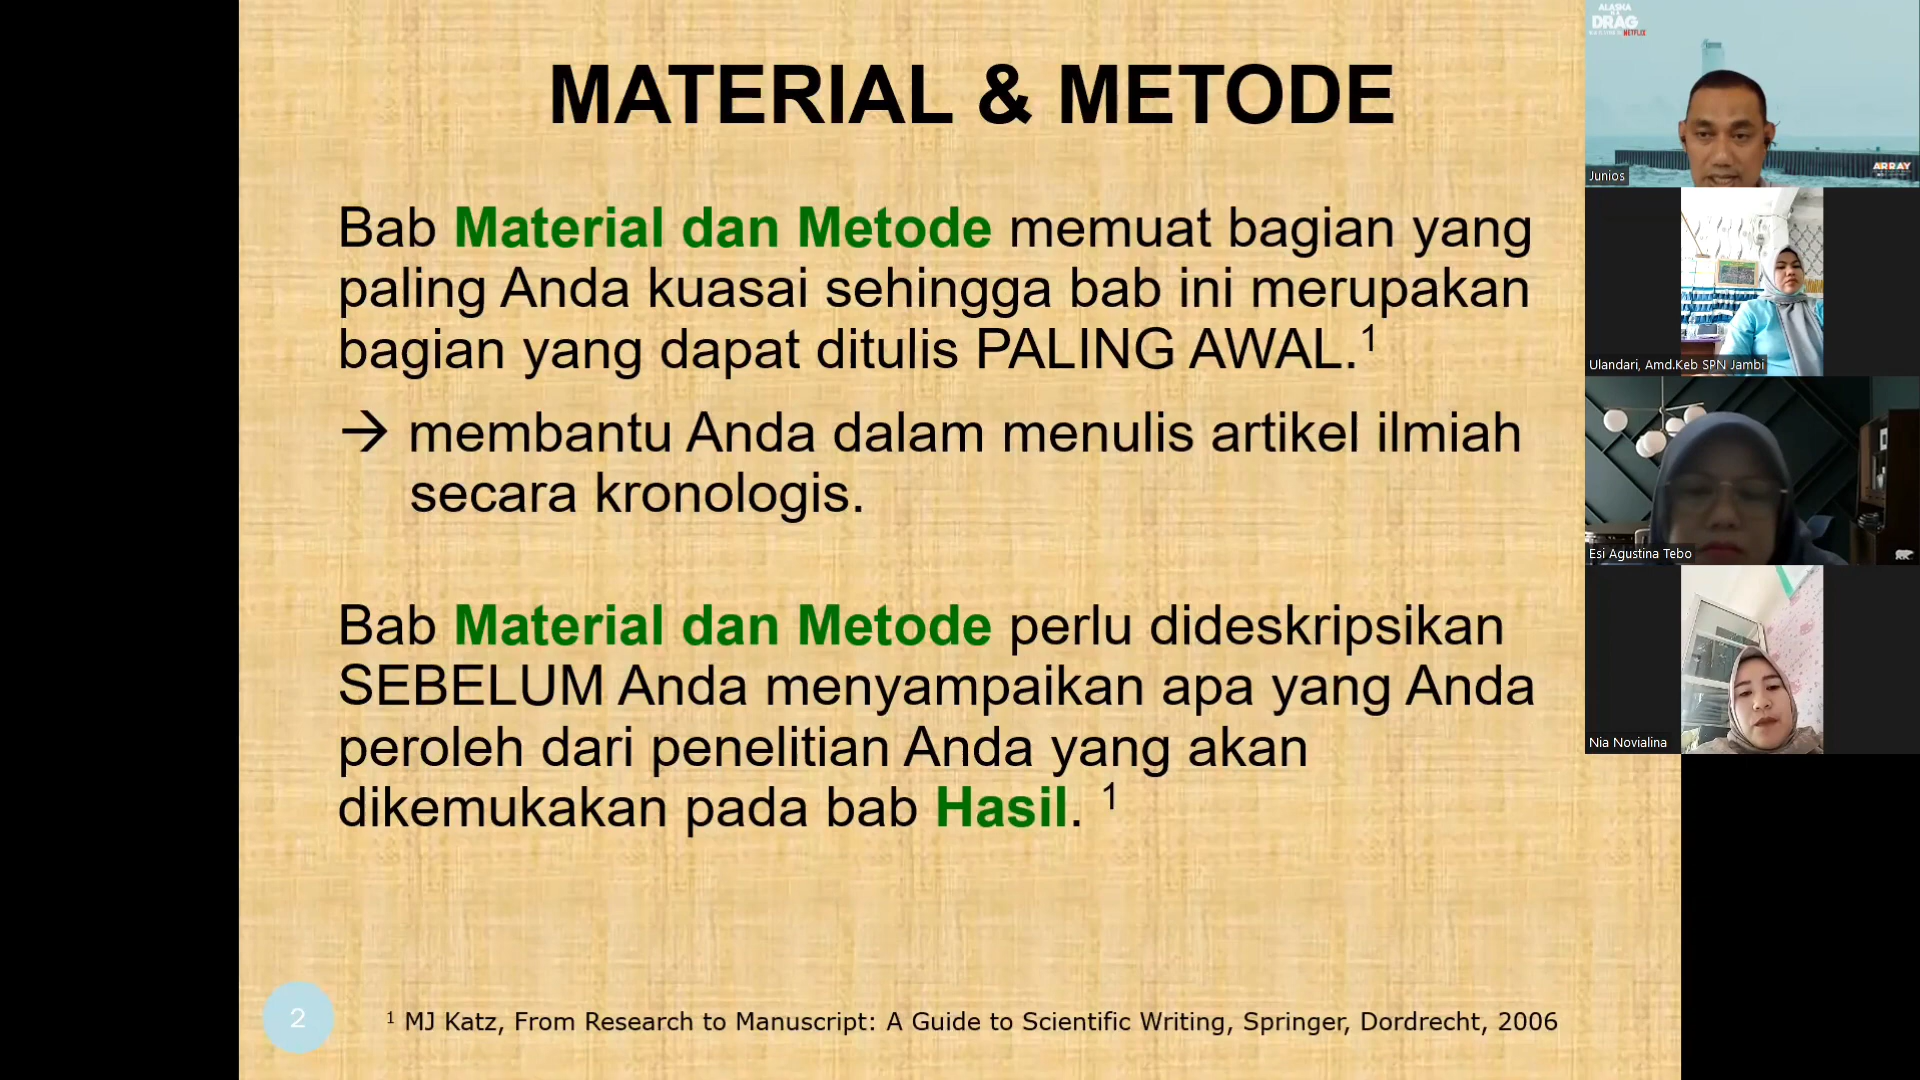 MATERIAL & METODE
Bab Material dan Metode memuat bagian yang
paling Anda kuasai sehingga bab ini merupakan
bagian yang dapat ditulis PALING AWAL.¹
→ membantu Anda dalam menulis artikel ilmiah
secara kronologis.
Bab Material dan Metode perlu dideskripsikan
SEBELUM Anda menyampaikan apa yang Anda
peroleh dari penelitian Anda yang akan
dikemukakan pada bab Hasil. ¹
2
¹ MJ Katz, From Research to Manuscript: A Guide to Scientific Writing, Springer, Dordrecht, 2006
ALASKA
DRAG
NETFLIX
ARRAY
Junios
Ulandari, Amd.Keb SPN Jambi
Esi Agustina Tebo
Nia Novialina